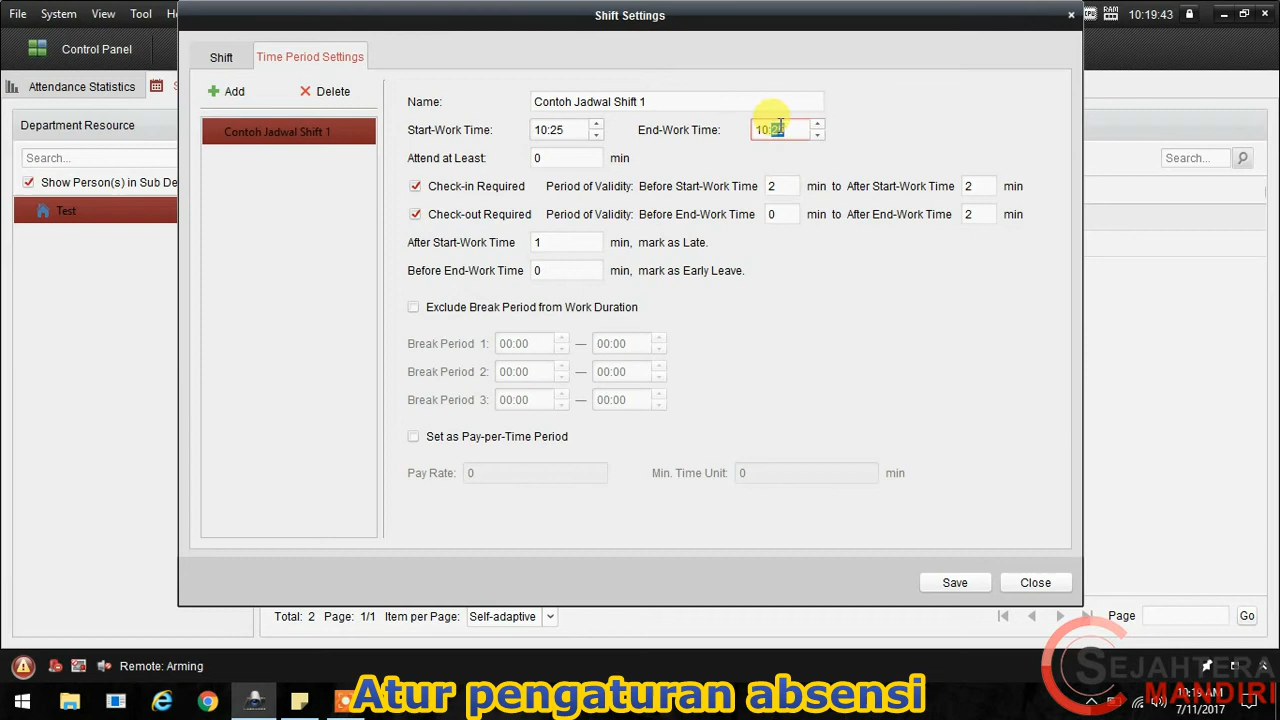 File System View Tool H
Shift Settings
10:19:43
Control Panel
Shift
Time Period Settings
Attendance Statistics
Add
Delete
Name: Contoh Jadwal Shift 1
Department Resource
Contoh Jadwal Shift 1
Start-Work Time: 10:25 End-Work Time:
Search...
Attend at Least: 0 min
Search...
Show Person(s) in Sub De
Check-in Required Period of Validity: Before Start-Work Time 2 min to After Start-Work Time 2 min
Test
Check-out Required Period of Validity: Before End-Work Time 0 min to After End-Work Time 2 min
After Start-Work Time 1 min, mark as Late.
Before End-Work Time 0 min, mark as Early Leave.
Exclude Break Period from Work Duration
Break Period 1: 00:00 — 00:00
Break Period 2: 00:00 — 00:00
Break Period 3: 00:00 — 00:00
Set as Pay-per-Time Period
Pay Rate: 0 Min. Time Unit: 0 min
Save Close
Total: 2 Page: 1/1 Item per Page: Self-adaptive Page Go
Remote: Arming
SEJAHTERA
MANDIRI
Atur pengaturan absensi
10:19 AM
7/11/2017